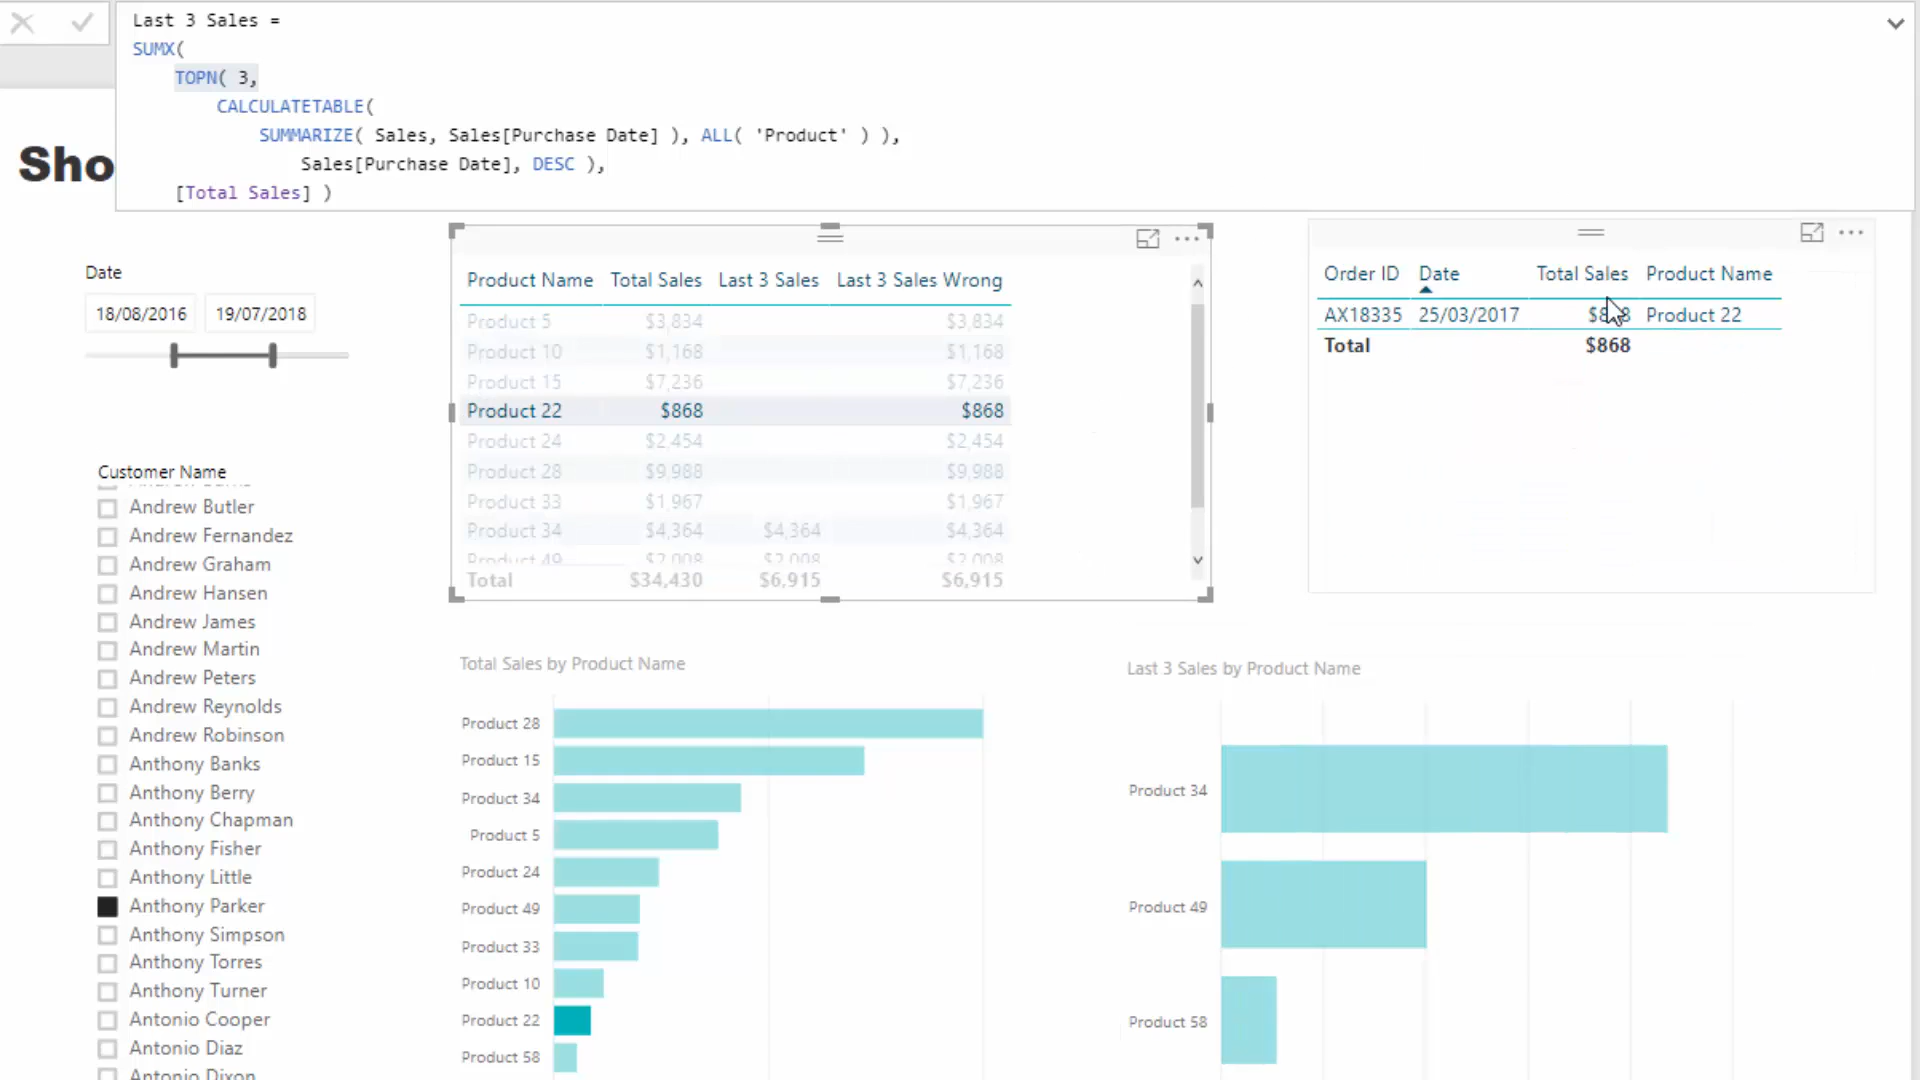 Last 3 Sales =
SUMX(
TOPN( 3,
CALCULATETABLE(
SUMMARIZE( Sales, Sales[Purchase Date] ), ALL( 'Product' ) ),
Sales[Purchase Date], DESC ),
[Total Sales] )
Sho
Date
18/08/2016 19/07/2018
Customer Name
Andrew Butler
Andrew Fernandez
Andrew Graham
Andrew Hansen
Andrew James
Andrew Martin
Andrew Peters
Andrew Reynolds
Andrew Robinson
Anthony Banks
Anthony Berry
Anthony Chapman
Anthony Fisher
Anthony Little
Anthony Parker
Anthony Simpson
Anthony Torres
Anthony Turner
Antonio Cooper
Antonio Diaz
Antonio Dixon
Product Name Total Sales Last 3 Sales Last 3 Sales Wrong
Product 5 $3,834 $3,834
Product 10 $1,168 $1,168
Product 15 $7,236 $7,236
Product 22 $868 $868
Product 24 $2,454 $2,454
Product 28 $9,988 $9,988
Product 33 $1,967 $1,967
Product 34 $4,364 $4,364 $4,364
Product 49 $2,008 $2,008 $2,008
Total $34,430 $6,915 $6,915
Order ID Date Total Sales Product Name
AX18335 25/03/2017 $868 Product 22
Total $868
Total Sales by Product Name
Product 28
Product 15
Product 34
Product 5
Product 24
Product 49
Product 33
Product 10
Product 22
Product 58
Last 3 Sales by Product Name
Product 34
Product 49
Product 58